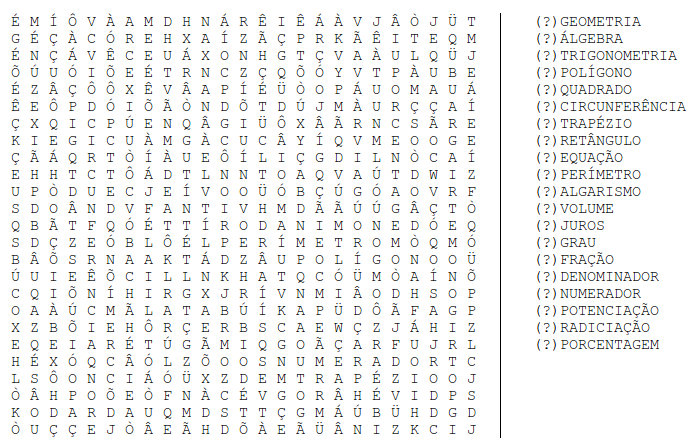 É M Í Ô V À A M D H N Á R Ê I Ê Á À V J Â Ò J Ü T (?)GEOMETRIA
G É Ç À C Ó R E H X A Í Z Ã Ç P R K Ã Ê I T E Q M (?)ÁLGEBRA
É N Ç Á V Ê C E U Á X O N H G T Ç V A À U L Q Ü J (?)TRIGONOMETRIA
Õ Ú U Ó I Õ E É T R N C Z Ç Q Õ Ó Y V T P À U B E (?)POLÍGONO
É Z Â Ç Ô Ô X Ê V Â A P Í É Ü Ò O P Á U O M A U Á (?)QUADRADO
Ê E Ô P D Ó I Õ Ã Ò N D Õ T D Ú J M À U R Ç Ç A Í (?)CIRCUNFERÊNCIA
Ç X Q I C P Ú E N Q Â G I Ü Ô X Â Ã R N C S Ã R E (?)TRAPÉZIO
K I E G I C U À M G À C U C Â Y Í Q V M E O O G E (?)RETÂNGULO
Ç Ã Á Q R T Ò Í À U E Ô Í L I Ç G D I L N Ò C A Í (?)EQUAÇÃO
E H H T C T Ô Á D T L N N T O A Q V A Ú T D W I Z (?)PERÍMETRO
U P Ò D U E C J E Í V O O Ü Ó B Ç Ú G Ó A O V R F (?)ALGARISMO
S D O Â N D V F A N T I V H M D Ã Ã Ú Ú G Â Ç T Ò (?)VOLUME
Q B Ã T F Q Ó É T T Í R O D A N I M O N E D Ó E Q (?)JUROS
S D Ç Z E Ó B L Ô É L P E R Í M E T R O M Ò Q M Ó (?)GRAU
B Â Õ S R N A A K T Á D Z Â U P O L Í G O N O O Ü (?)FRAÇÃO
Ú U I E Ê Õ C I L L N K H A T Q C Ó Ü M Ò A Í N Õ (?)DENOMINADOR
C Q I Õ N Í H I R G X J R Í V N M I Â O D H S O P (?)NUMERADOR
O A À Ú C M Ã L A T A B Ú Í K A P Ü D Ô Ã F A G P (?)POTENCIAÇÃO
X Z B Õ I E H Ô R Ç E R B S C A E W Ç Z J Á H I Z (?)RADICIAÇÃO
E Q E I A R É T Ú G Ã M I Q G O Ã Ç A R F U J R L (?)PORCENTAGEM
H É X Ó Q C Â Ó L Z Õ O O S N U M E R A D O R T C
L S Ô O N C I Á Ó Ü X Z D E M T R A P É Z I O O J
Ò Â H P O Õ E Ò F N À C É V G O R Â H É V I D P S
K O D A R D A U Q M D S T T Ç G M Á Ú B Ü H D G D
Ò U Ç Ç E J Ò Â E Ã H D Õ À E Ã Ü Â N I Z K C I J